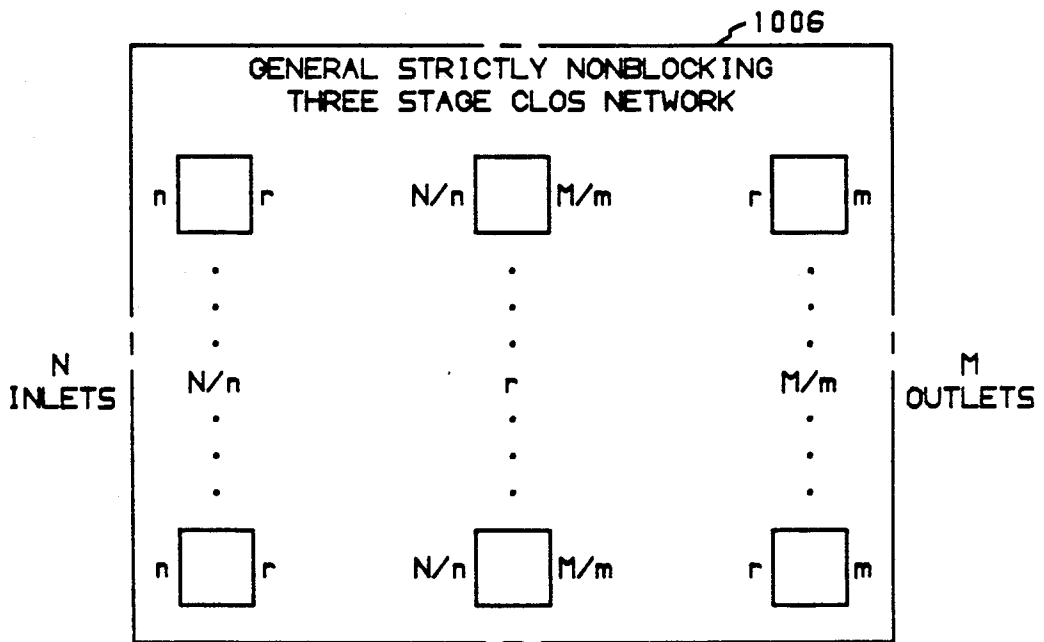 1006
GENERAL STRICTLY NONBLOCKING
THREE STAGE CLOS NETWORK
n r N/n M/m r m
N INLETS
N/n r M/m
M OUTLETS
n r N/n M/m r m